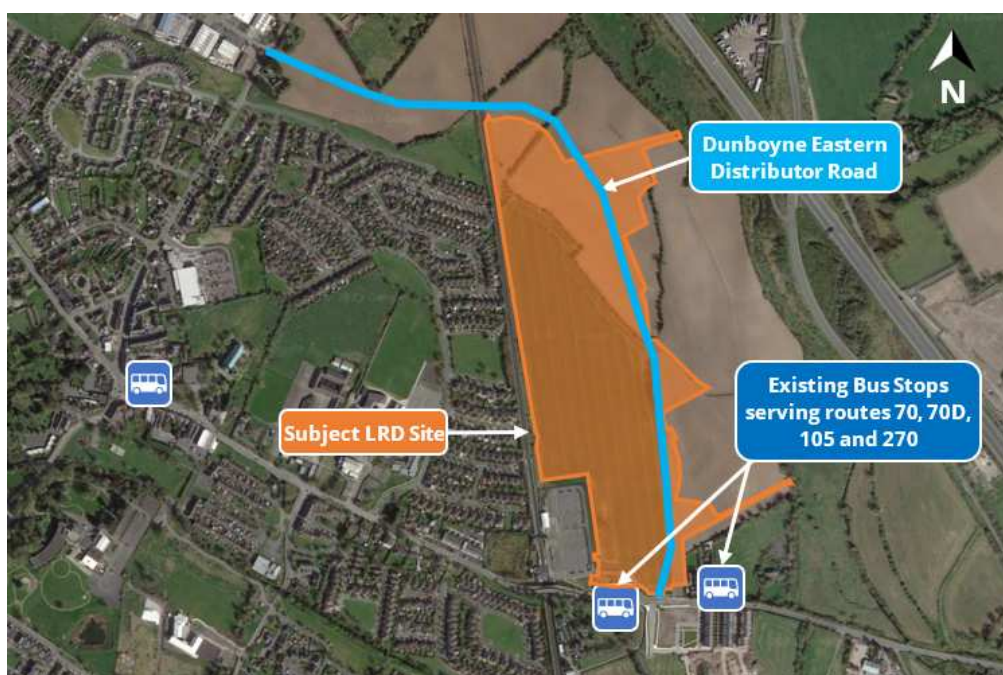 N
Dunboyne Eastern
Distributor Road
Existing Bus Stops
serving routes 70, 70D,
105 and 270
Subject LRD Site